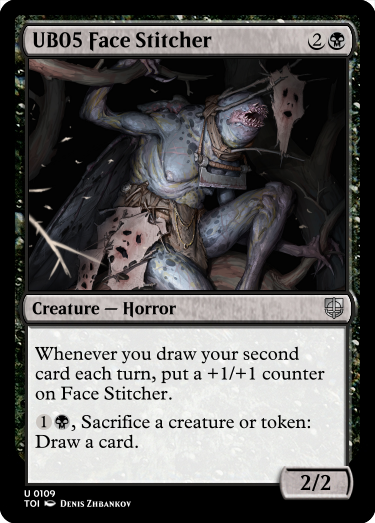 UB05 Face Stitcher 2
Creature — Horror
Whenever you draw your second
card each turn, put a +1/+1 counter
on Face Stitcher.
1 , Sacrifice a creature or token:
Draw a card.
2/2
U 0109
TOI DENIS ZHBANKOV